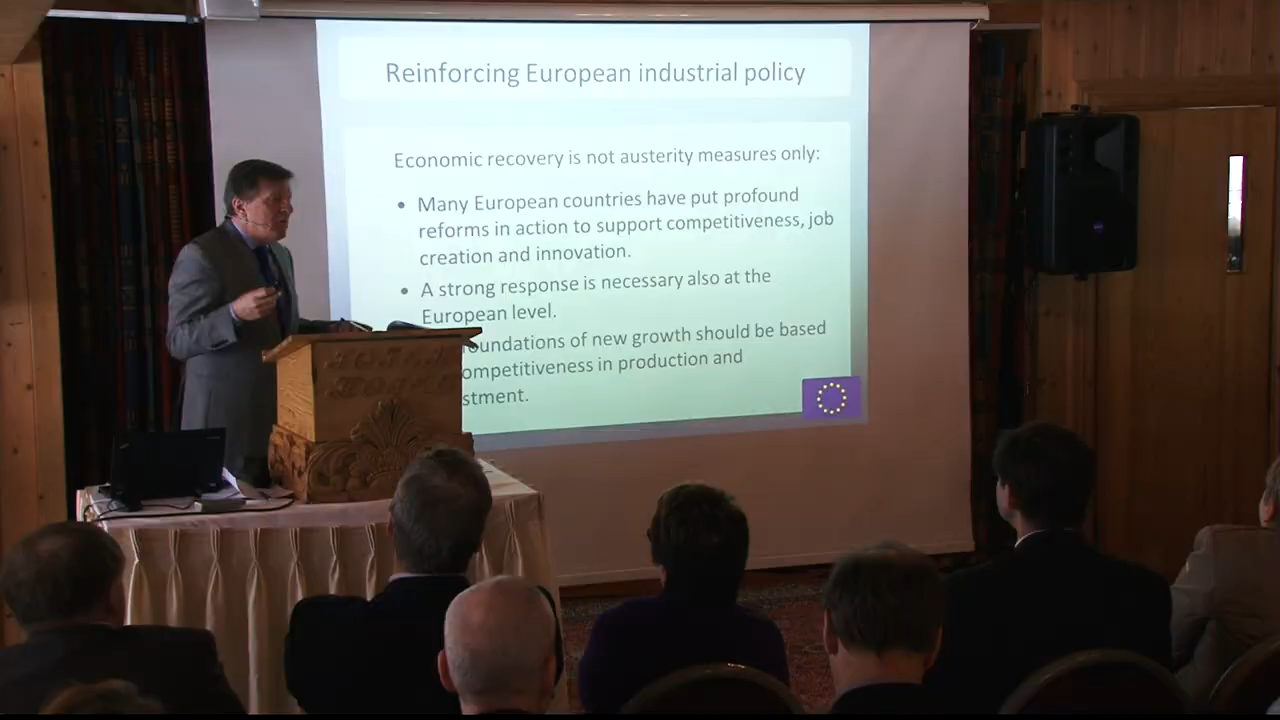 Reinforcing European industrial policy
Economic recovery is not austerity measures only:
• Many European countries have put profound
reforms in action to support competitiveness, job
creation and innovation.
• A strong response is necessary also at the
European level.
oundations of new growth should be based
ompetitiveness in production and
stment.